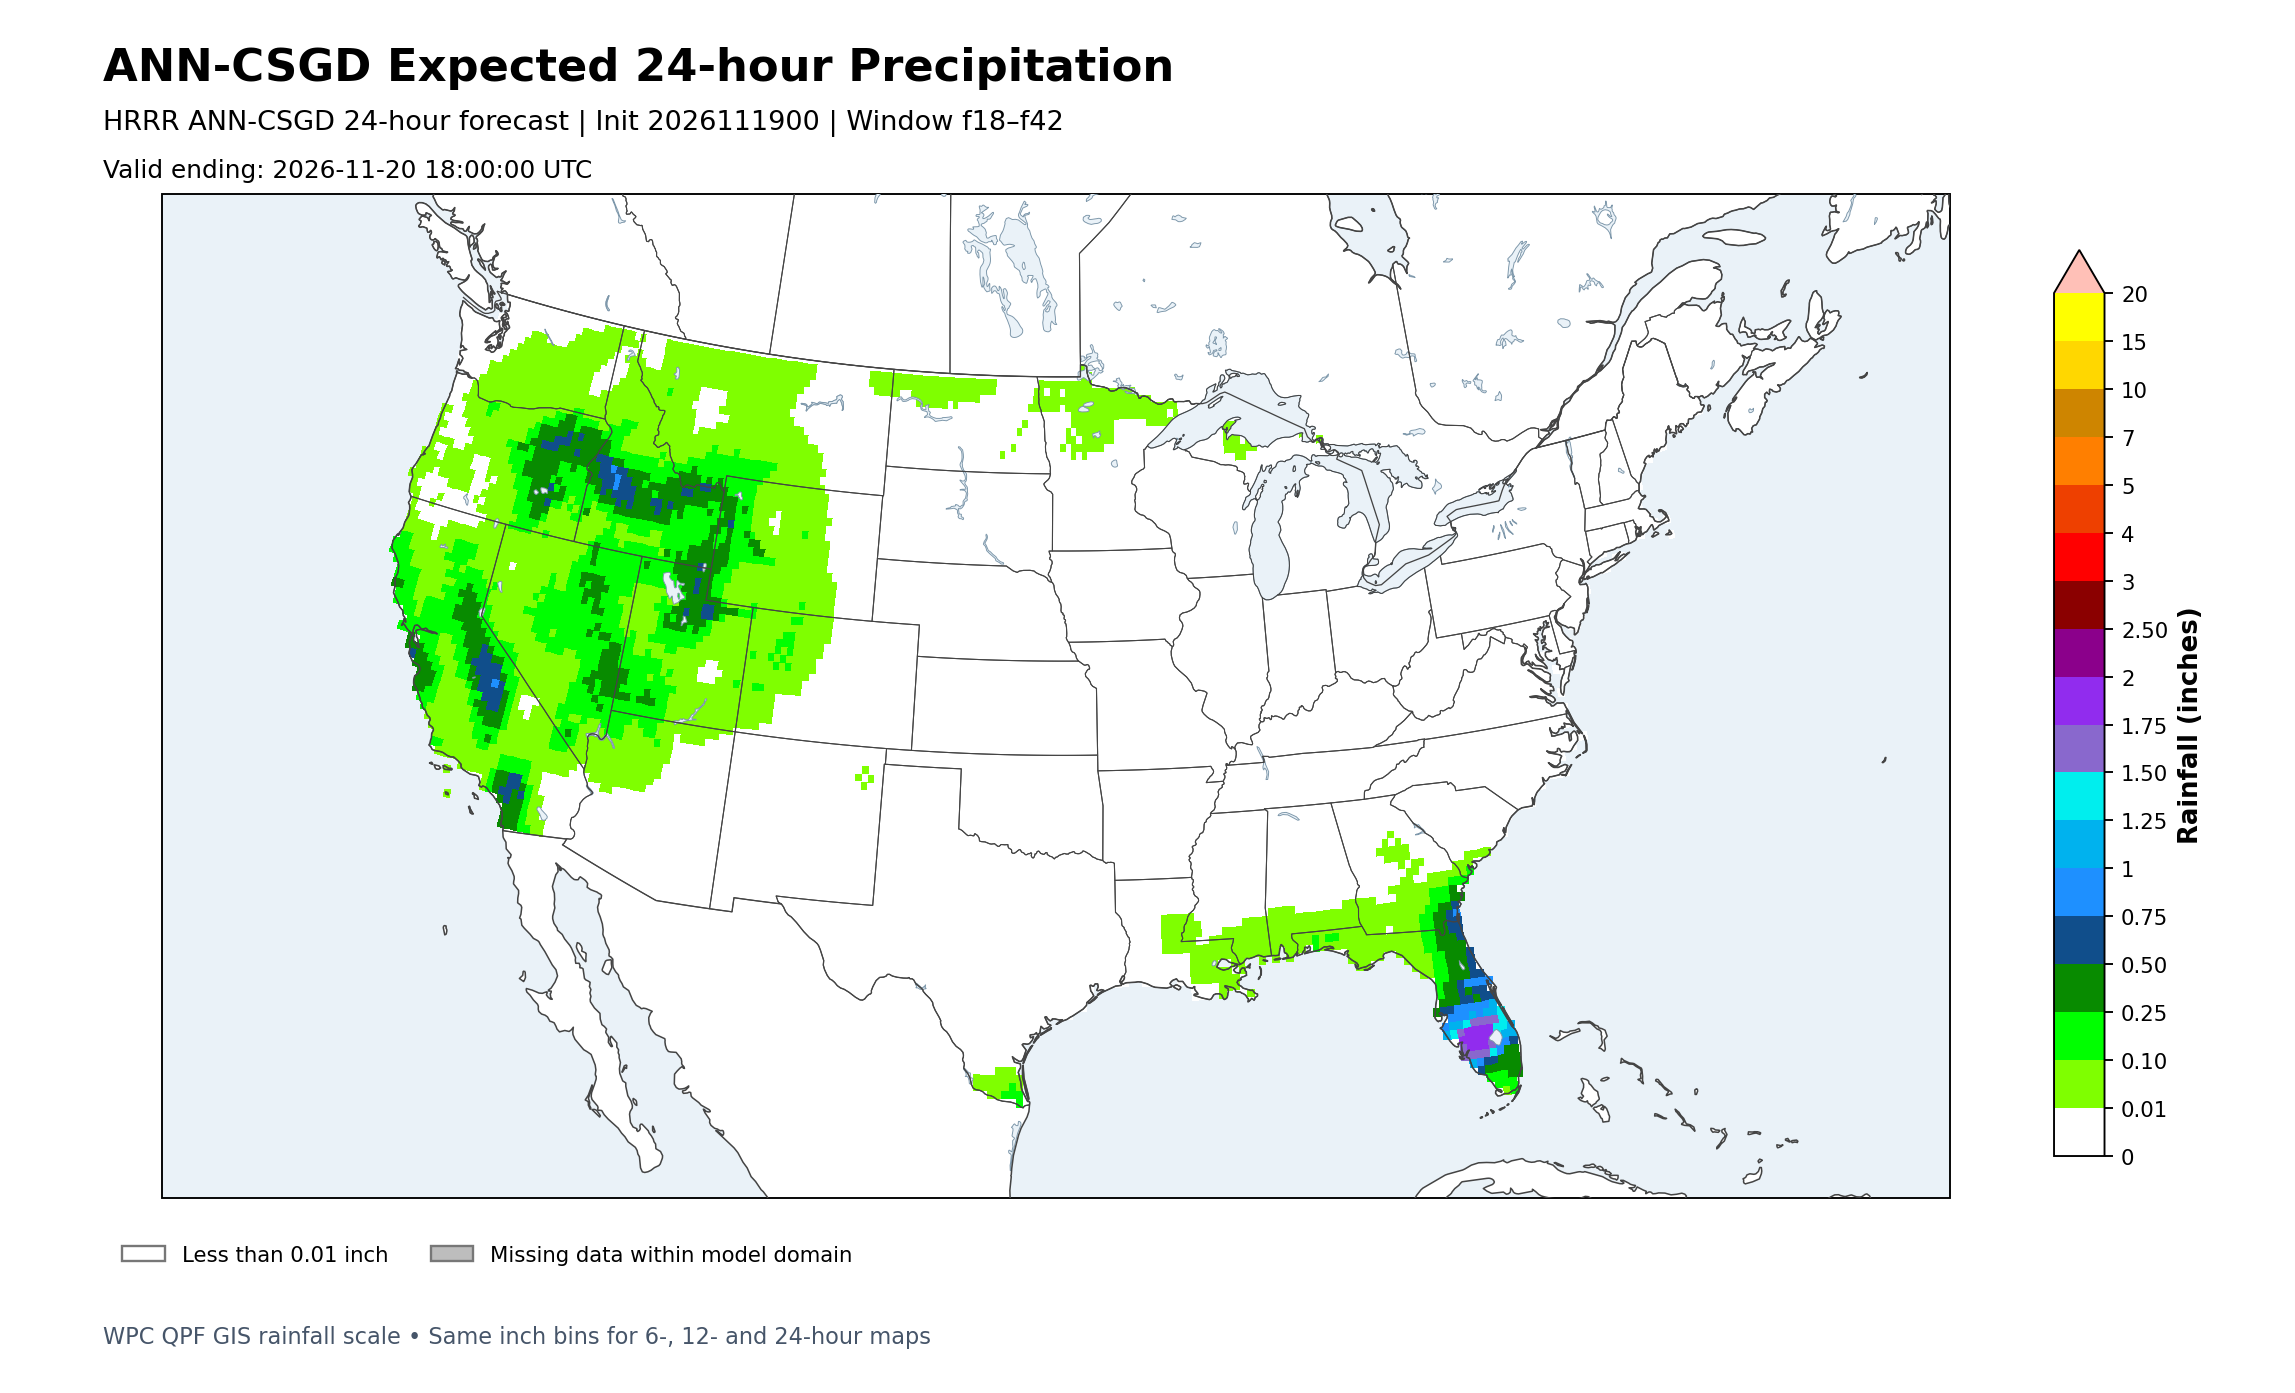 ANN-CSGD Expected 24-hour Precipitation
HRRR ANN-CSGD 24-hour forecast | Init 2026111900 | Window f18–f42
Valid ending: 2026-11-20 18:00:00 UTC
20
15
10
7
5
4
3
2.50
2
1.75
1.50
1.25
1
0.75
0.50
0.25
0.10
0.01
0
Rainfall (inches)
Less than 0.01 inch
Missing data within model domain
WPC QPF GIS rainfall scale • Same inch bins for 6-, 12- and 24-hour maps